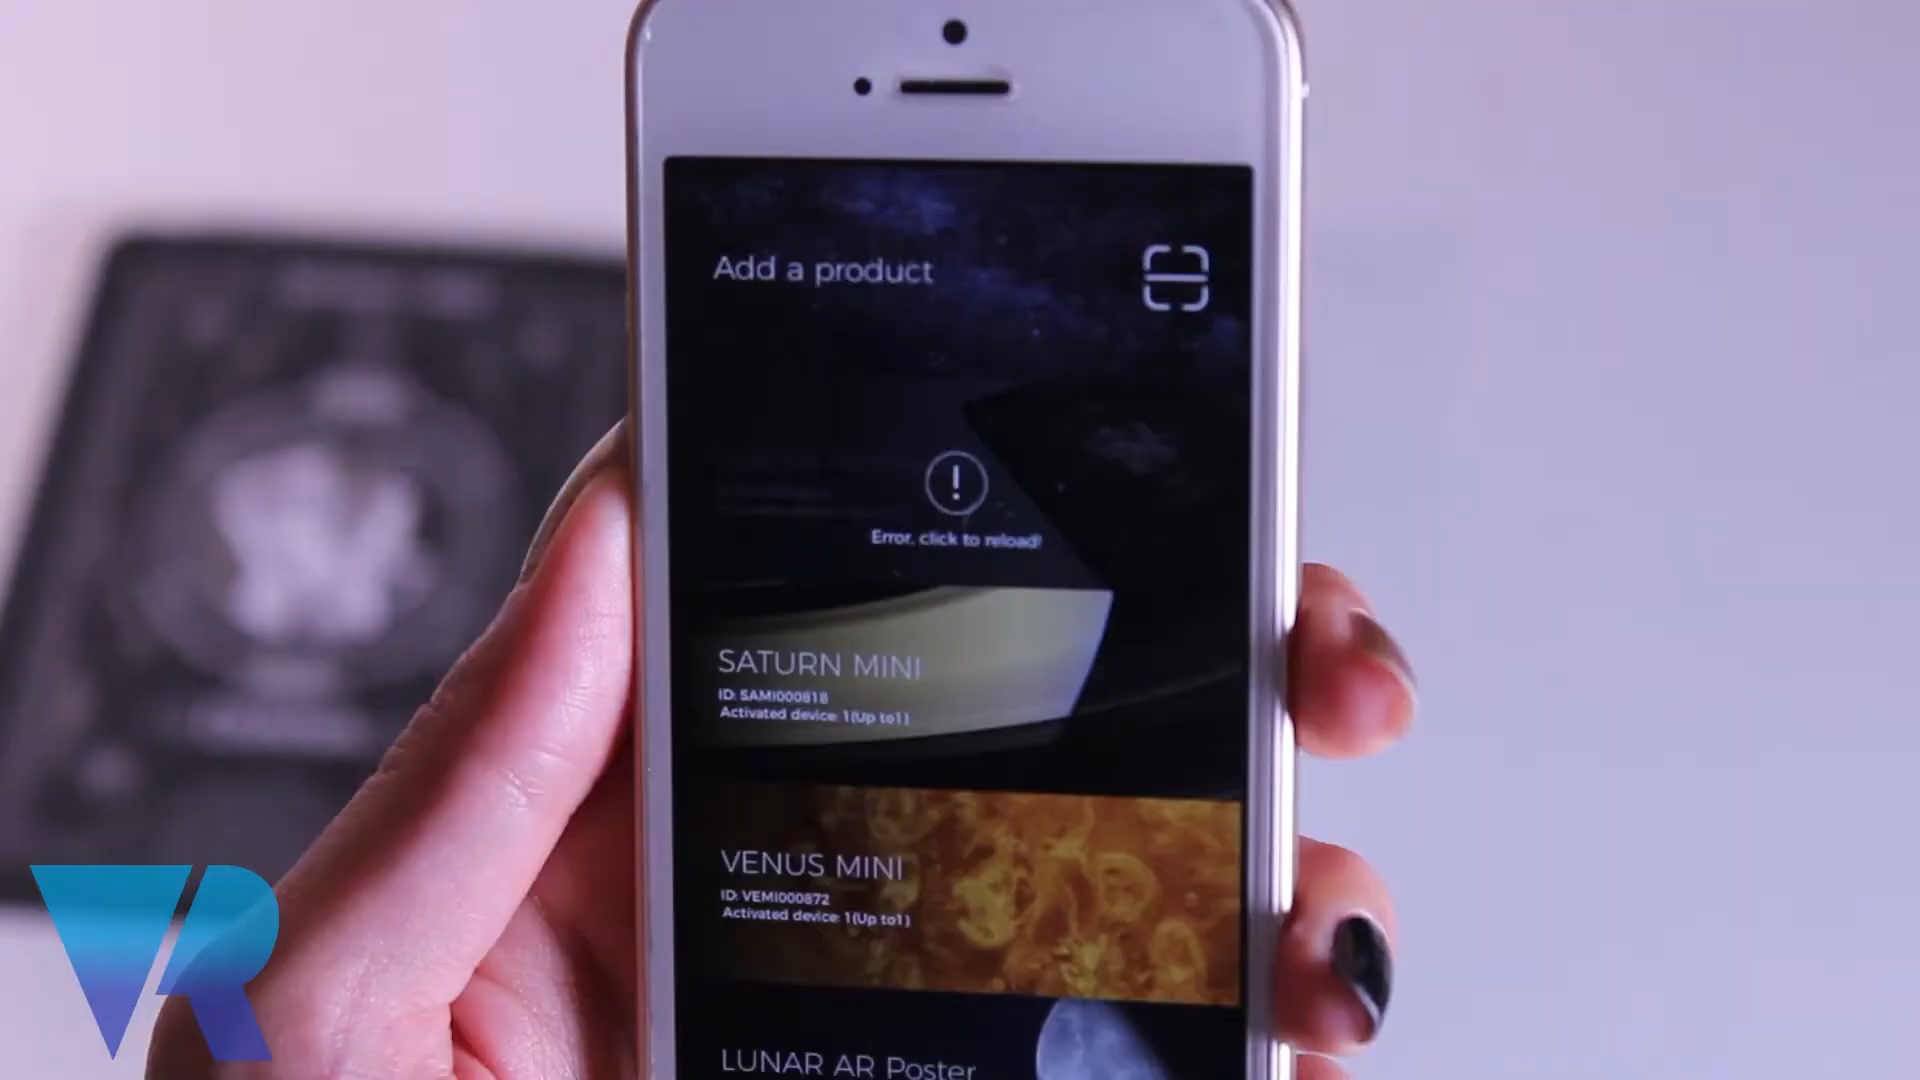 Add a product
!
Error, click to reload!
SATURN MINI
ID: SAMI000818
Activated device: 1(Up to1)
VENUS MINI
ID: VEMI000872
Activated device: 1(Up to1)
LUNAR AR Poster
VR